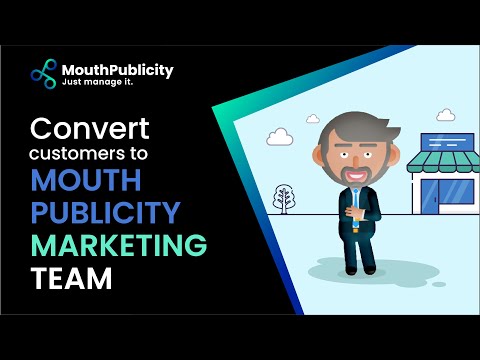 MouthPublicity
Just manage it.
Convert
customers to
MOUTH
PUBLICITY
MARKETING
TEAM